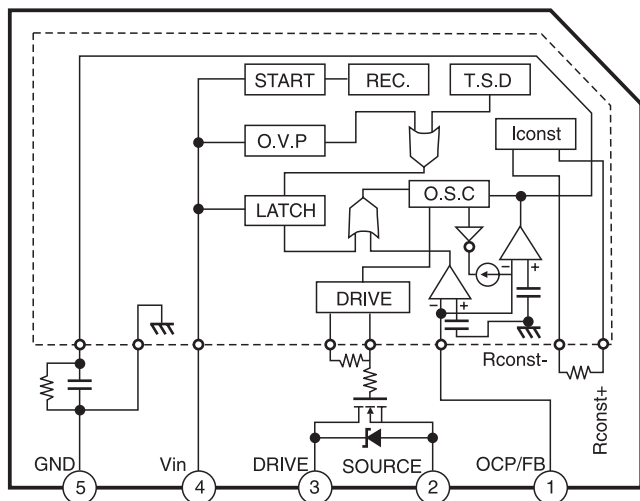 START
REC.
T.S.D
O.V.P
Iconst
O.S.C
LATCH
DRIVE
Rconst-
Rconst+
GND
Vin
DRIVE
SOURCE
OCP/FB
5
4
3
2
1
- +
- +